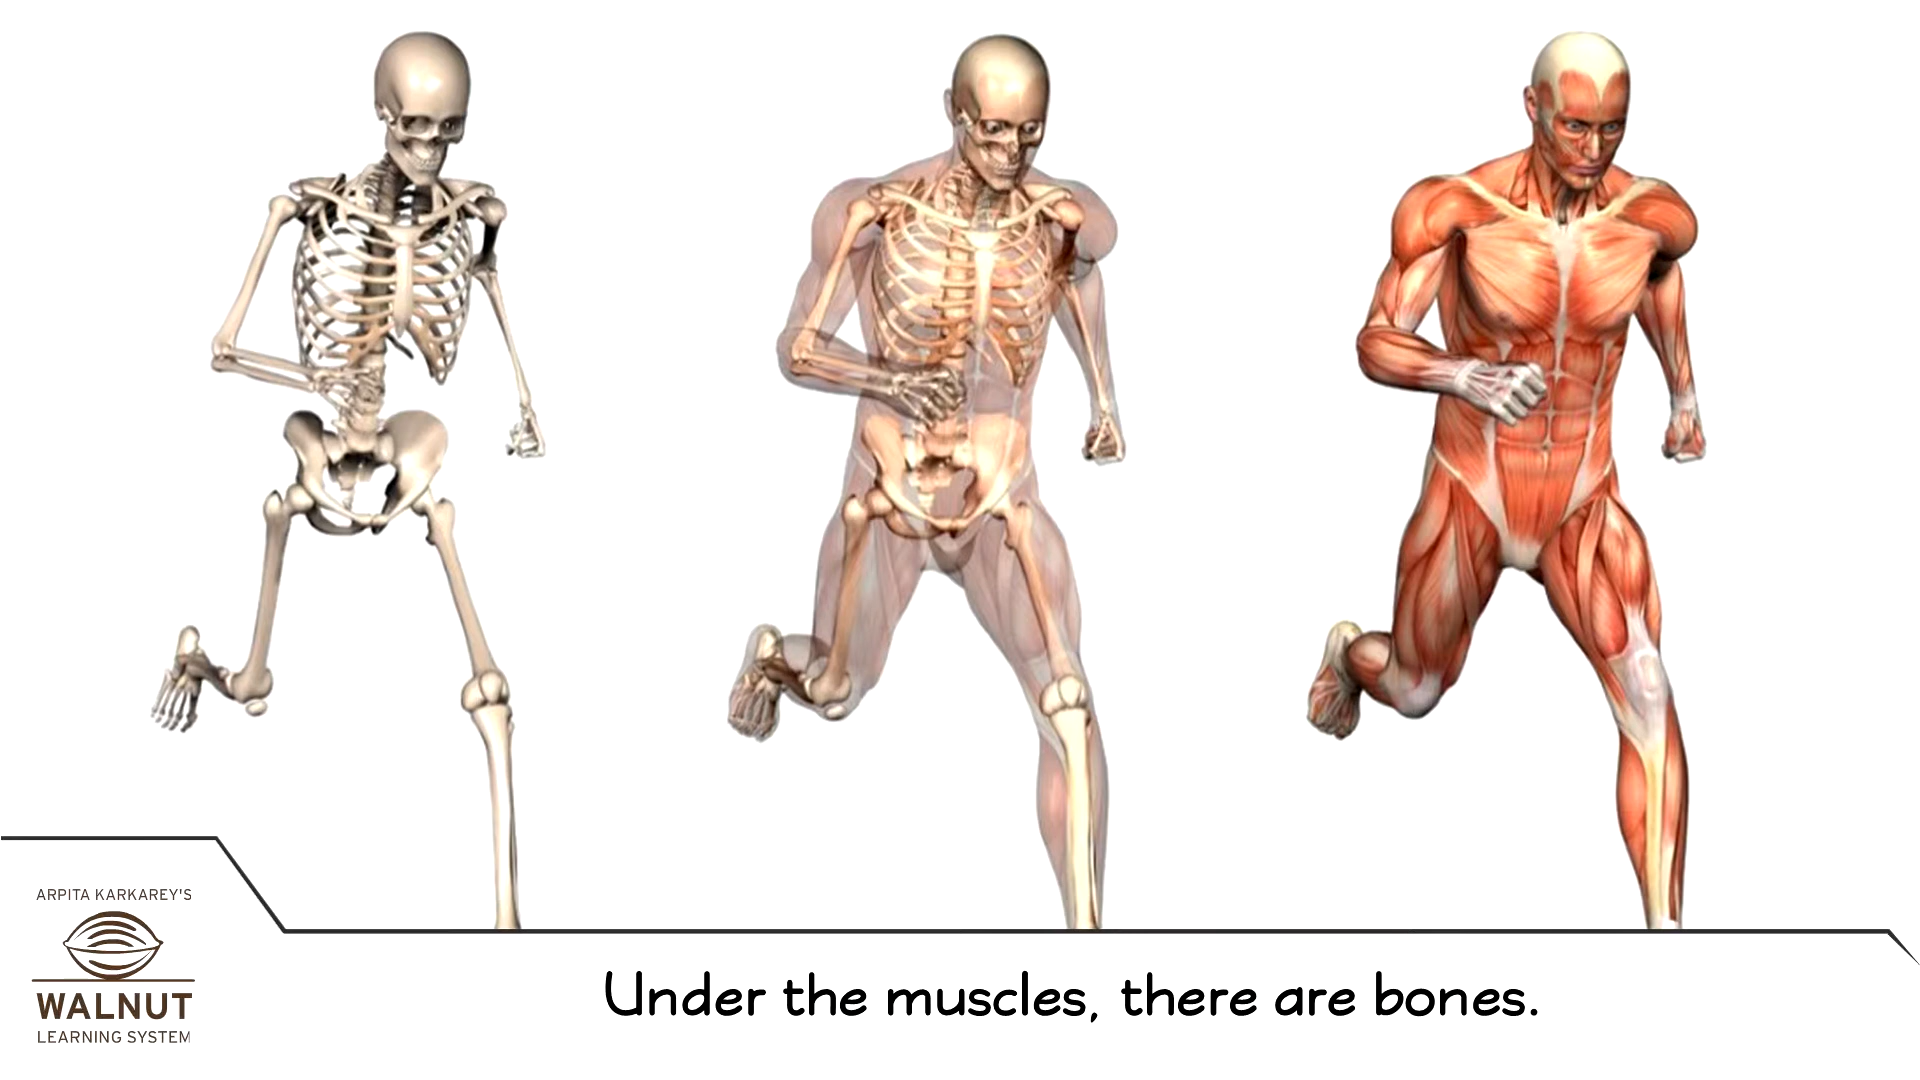 ARPITA KARKAREY'S
WALNUT
LEARNING SYSTEM
Under the muscles, there are bones.